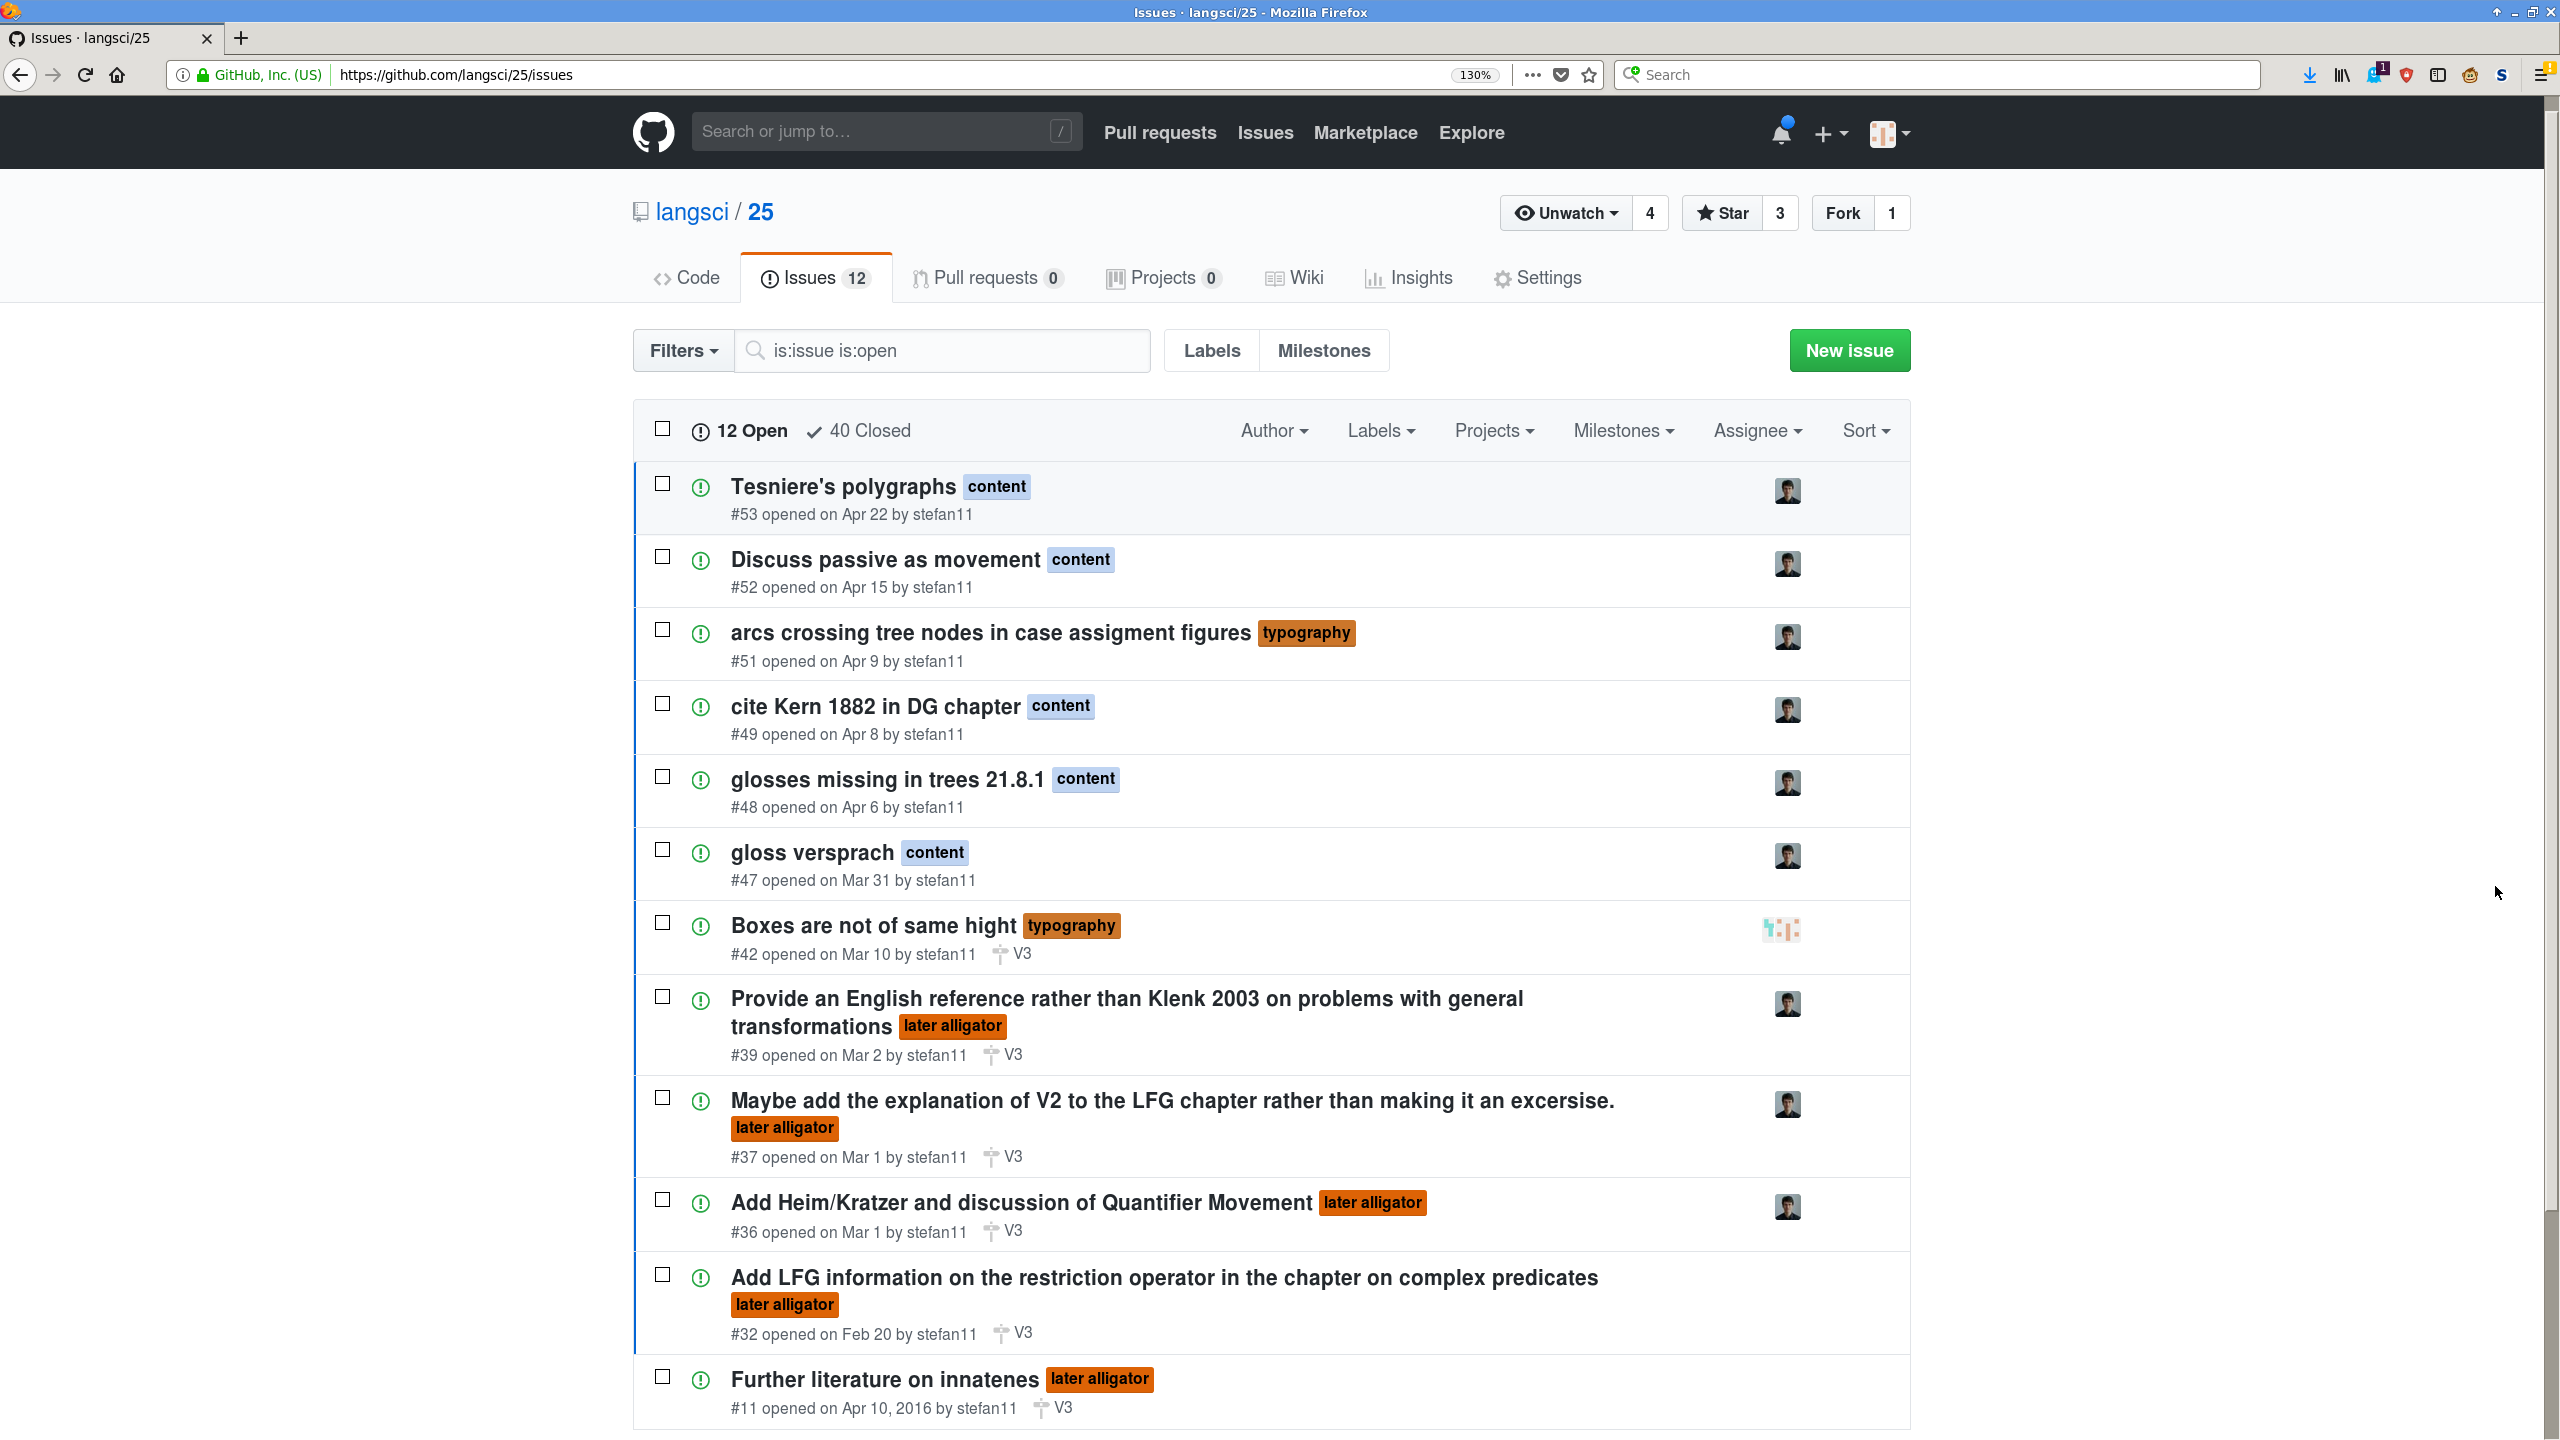 Issues · langsci/25 - Mozilla Firefox
Issues · langsci/25
GitHub, Inc. (US) https://github.com/langsci/25/issues 130% Search 1
Search or jump to… / Pull requests Issues Marketplace Explore
langsci / 25 Unwatch 4 Star 3 Fork 1
Code Issues 12 Pull requests 0 Projects 0 Wiki Insights Settings
Filters is:issue is:open Labels Milestones New issue
12 Open 40 Closed Author Labels Projects Milestones Assignee Sort
Tesniere's polygraphs content
#53 opened on Apr 22 by stefan11
Discuss passive as movement content
#52 opened on Apr 15 by stefan11
arcs crossing tree nodes in case assigment figures typography
#51 opened on Apr 9 by stefan11
cite Kern 1882 in DG chapter content
#49 opened on Apr 8 by stefan11
glosses missing in trees 21.8.1 content
#48 opened on Apr 6 by stefan11
gloss versprach content
#47 opened on Mar 31 by stefan11
Boxes are not of same hight typography
#42 opened on Mar 10 by stefan11 V3
Provide an English reference rather than Klenk 2003 on problems with general
transformations later alligator
#39 opened on Mar 2 by stefan11 V3
Maybe add the explanation of V2 to the LFG chapter rather than making it an excersise.
later alligator
#37 opened on Mar 1 by stefan11 V3
Add Heim/Kratzer and discussion of Quantifier Movement later alligator
#36 opened on Mar 1 by stefan11 V3
Add LFG information on the restriction operator in the chapter on complex predicates
later alligator
#32 opened on Feb 20 by stefan11 V3
Further literature on innatenes later alligator
#11 opened on Apr 10, 2016 by stefan11 V3